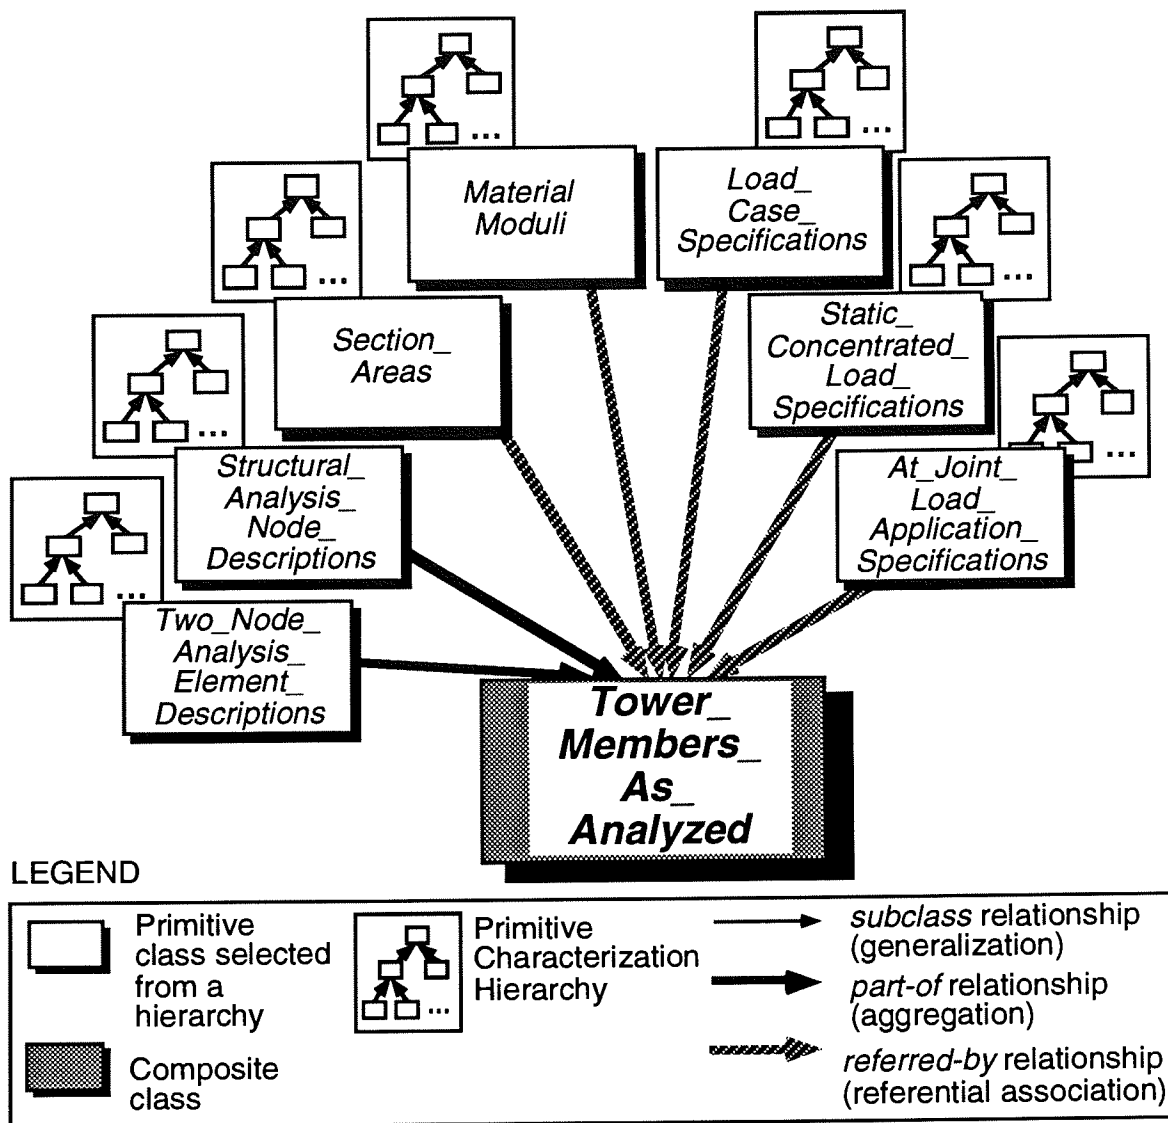 Material
Moduli
Load_
Case_
Specifications
Section_
Areas
Static_
Concentrated_
Load_
Specifications
Structural_
Analysis_
Node_
Descriptions
At_Joint_
Load_
Application_
Specifications
Two_Node_
Analysis_
Element_
Descriptions
Tower_
Members_
As_
Analyzed
...
...
...
...
...
...
...
LEGEND
Primitive
class selected
from a
hierarchy
Composite
class
...
Primitive
Characterization
Hierarchy
subclass relationship
(generalization)
part-of relationship
(aggregation)
referred-by relationship
(referential association)